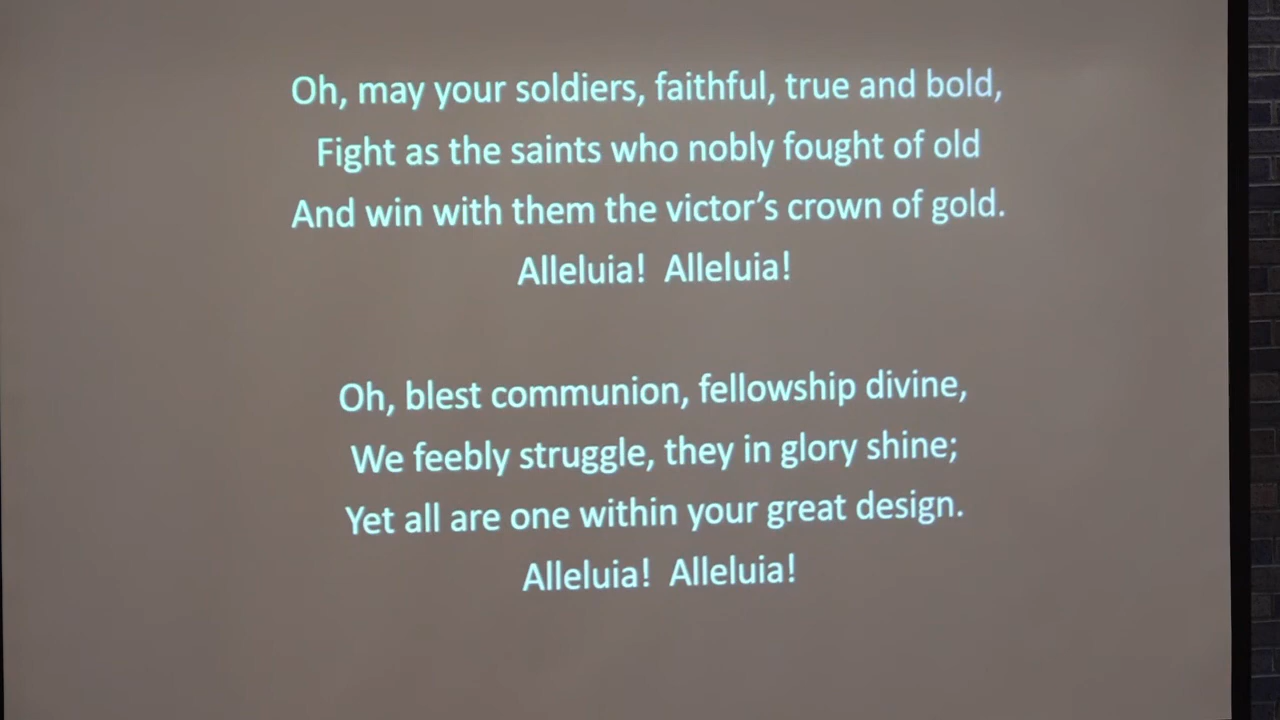 Oh, may your soldiers, faithful, true and bold,
Fight as the saints who nobly fought of old
And win with them the victor’s crown of gold.
Alleluia!  Alleluia!
Oh, blest communion, fellowship divine,
We feebly struggle, they in glory shine;
Yet all are one within your great design.
Alleluia!  Alleluia!